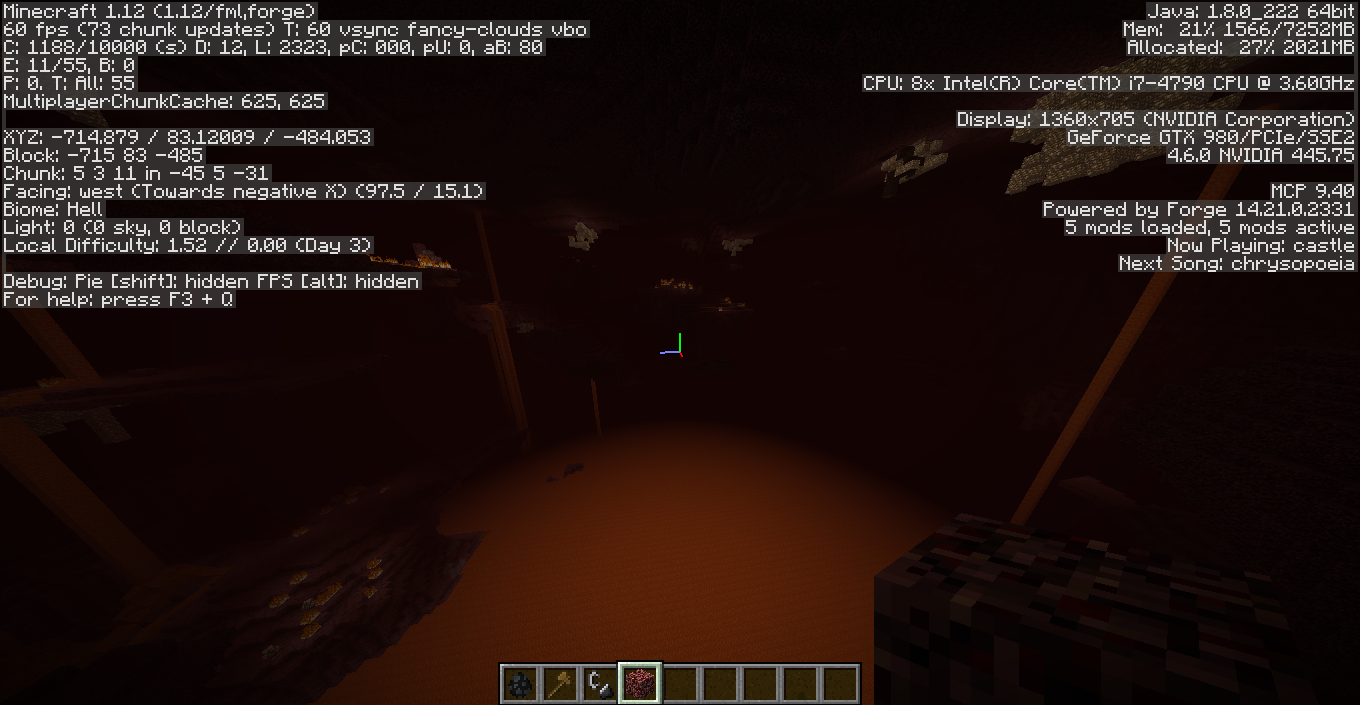 Minecraft 1.12 (1.12/fml,forge)
60 fps (73 chunk updates) T: 60 vsync fancy-clouds vbo
C: 1188/10000 (s) D: 12, L: 2323, pC: 000, pU: 0, aB: 80
E: 11/55, B: 0
P: 0. T: All: 55
MultiplayerChunkCache: 625, 625
XYZ: -714.879 / 83.12009 / -484.053
Block: -715 83 -485
Chunk: 5 3 11 in -45 5 -31
Facing: west (Towards negative X) (97.5 / 15.1)
Biome: Hell
Light: 0 (0 sky, 0 block)
Local Difficulty: 1.52 // 0.00 (Day 3)
Debug: Pie [shift]: hidden FPS [alt]: hidden
For help: press F3 + Q
Java: 1.8.0_222 64bit
Mem: 21% 1566/7252MB
Allocated: 27% 2021MB
CPU: 8x Intel(R) Core(TM) i7-4790 CPU @ 3.60GHz
Display: 1360x705 (NVIDIA Corporation)
GeForce GTX 980/PCIe/SSE2
4.6.0 NVIDIA 445.75
MCP 9.40
Powered by Forge 14.21.0.2331
5 mods loaded, 5 mods active
Now Playing: castle
Next Song: chrysopoeia